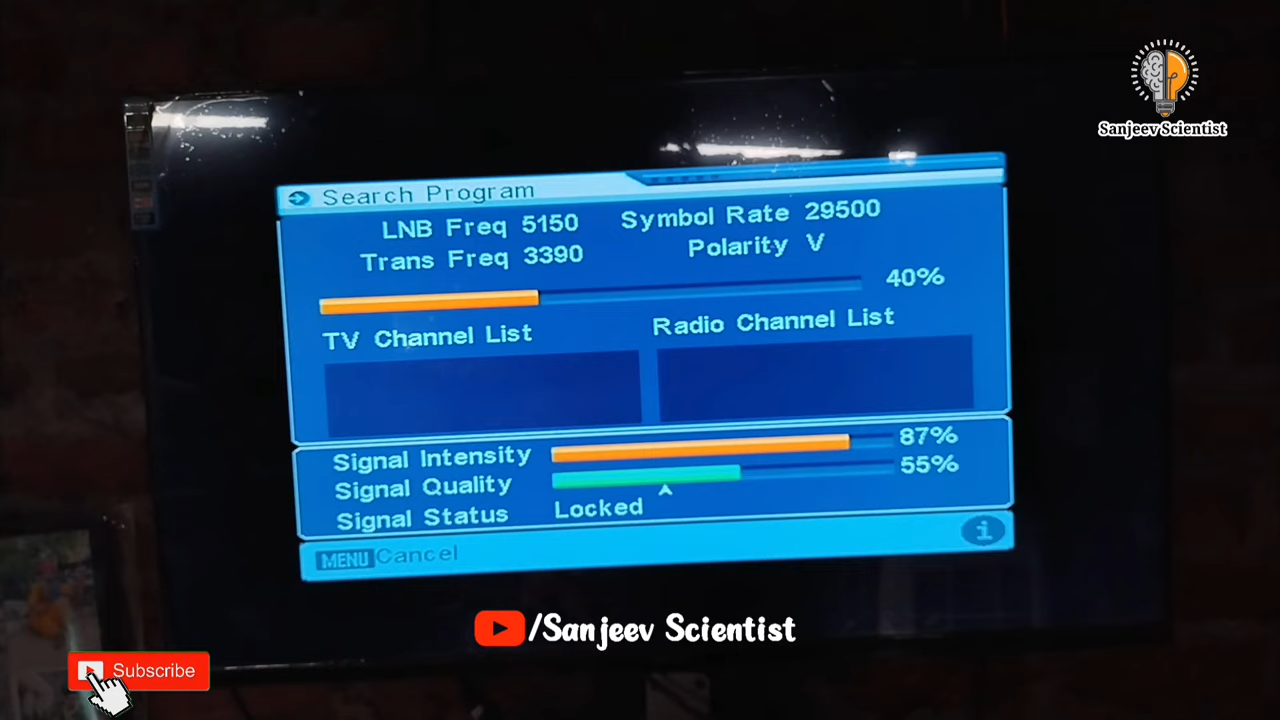 Sanjeev Scientist
Search Program
LNB Freq 5150 Symbol Rate 29500
Trans Freq 3390 Polarity V
40%
TV Channel List Radio Channel List
Signal Intensity 87%
Signal Quality 55%
Signal Status Locked
MENU Cancel
i
/Sanjeev Scientist
Subscribe